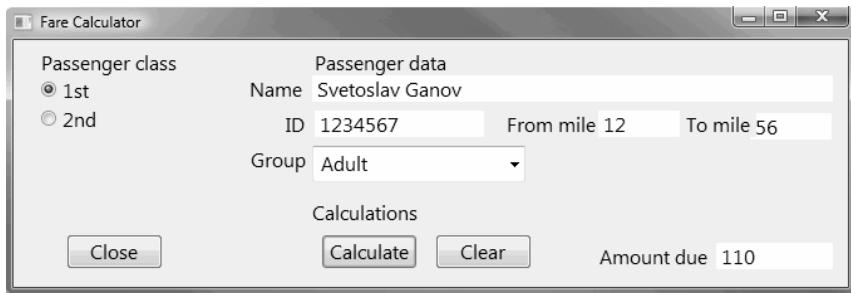 Fare Calculator
Passenger class
Passenger data
1st
Name Svetoslav Ganov
2nd
ID 1234567 From mile 12 To mile 56
Group Adult
Calculations
Close Calculate Clear Amount due 110